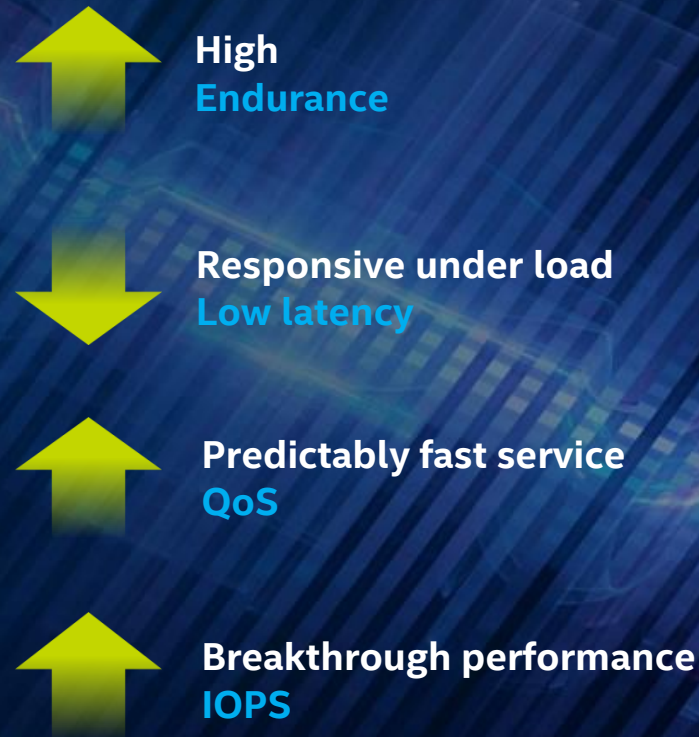 High
Endurance
Responsive under load
Low latency
Predictably fast service
QoS
Breakthrough performance
IOPS